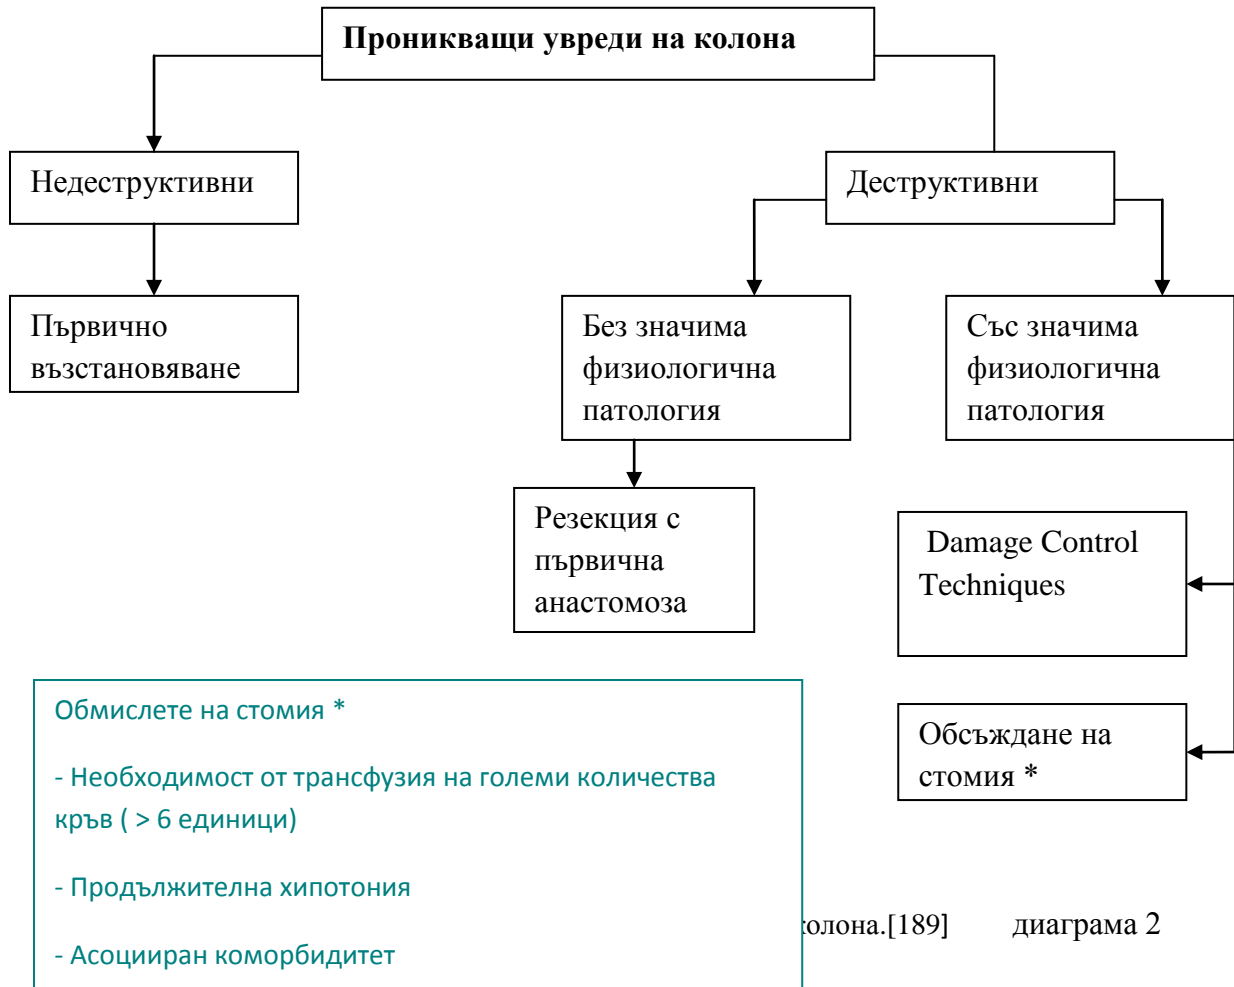 Проникващи увреди на колона
Недеструктивни
Деструктивни
Първично
възстановяване
Без значима
физиологична
патология
Със значима
физиологична
патология
Резекция с
първична
анастомоза
Damage Control
Techniques
Обсъждане на
стомия *
Обмислете на стомия *
- Необходимост от трансфузия на големи количества
кръв ( > 6 единици)
- Продължителна хипотония
- Асоцииран коморбидитет
олона.[189] диаграма 2